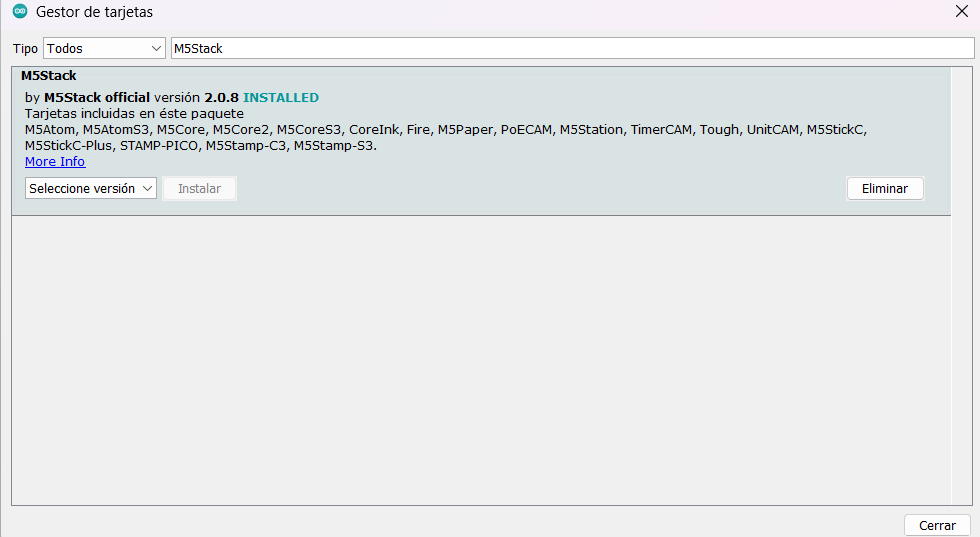 Gestor de tarjetas
Tipo Todos M5Stack
M5Stack
by M5Stack official versión 2.0.8 INSTALLED
Tarjetas incluidas en éste paquete
M5Atom, M5AtomS3, M5Core, M5Core2, M5CoreS3, CoreInk, Fire, M5Paper, PoECAM, M5Station, TimerCAM, Tough, UnitCAM, M5StickC,
M5StickC-Plus, STAMP-PICO, M5Stamp-C3, M5Stamp-S3.
More Info
Seleccione versión Instalar Eliminar
Cerrar